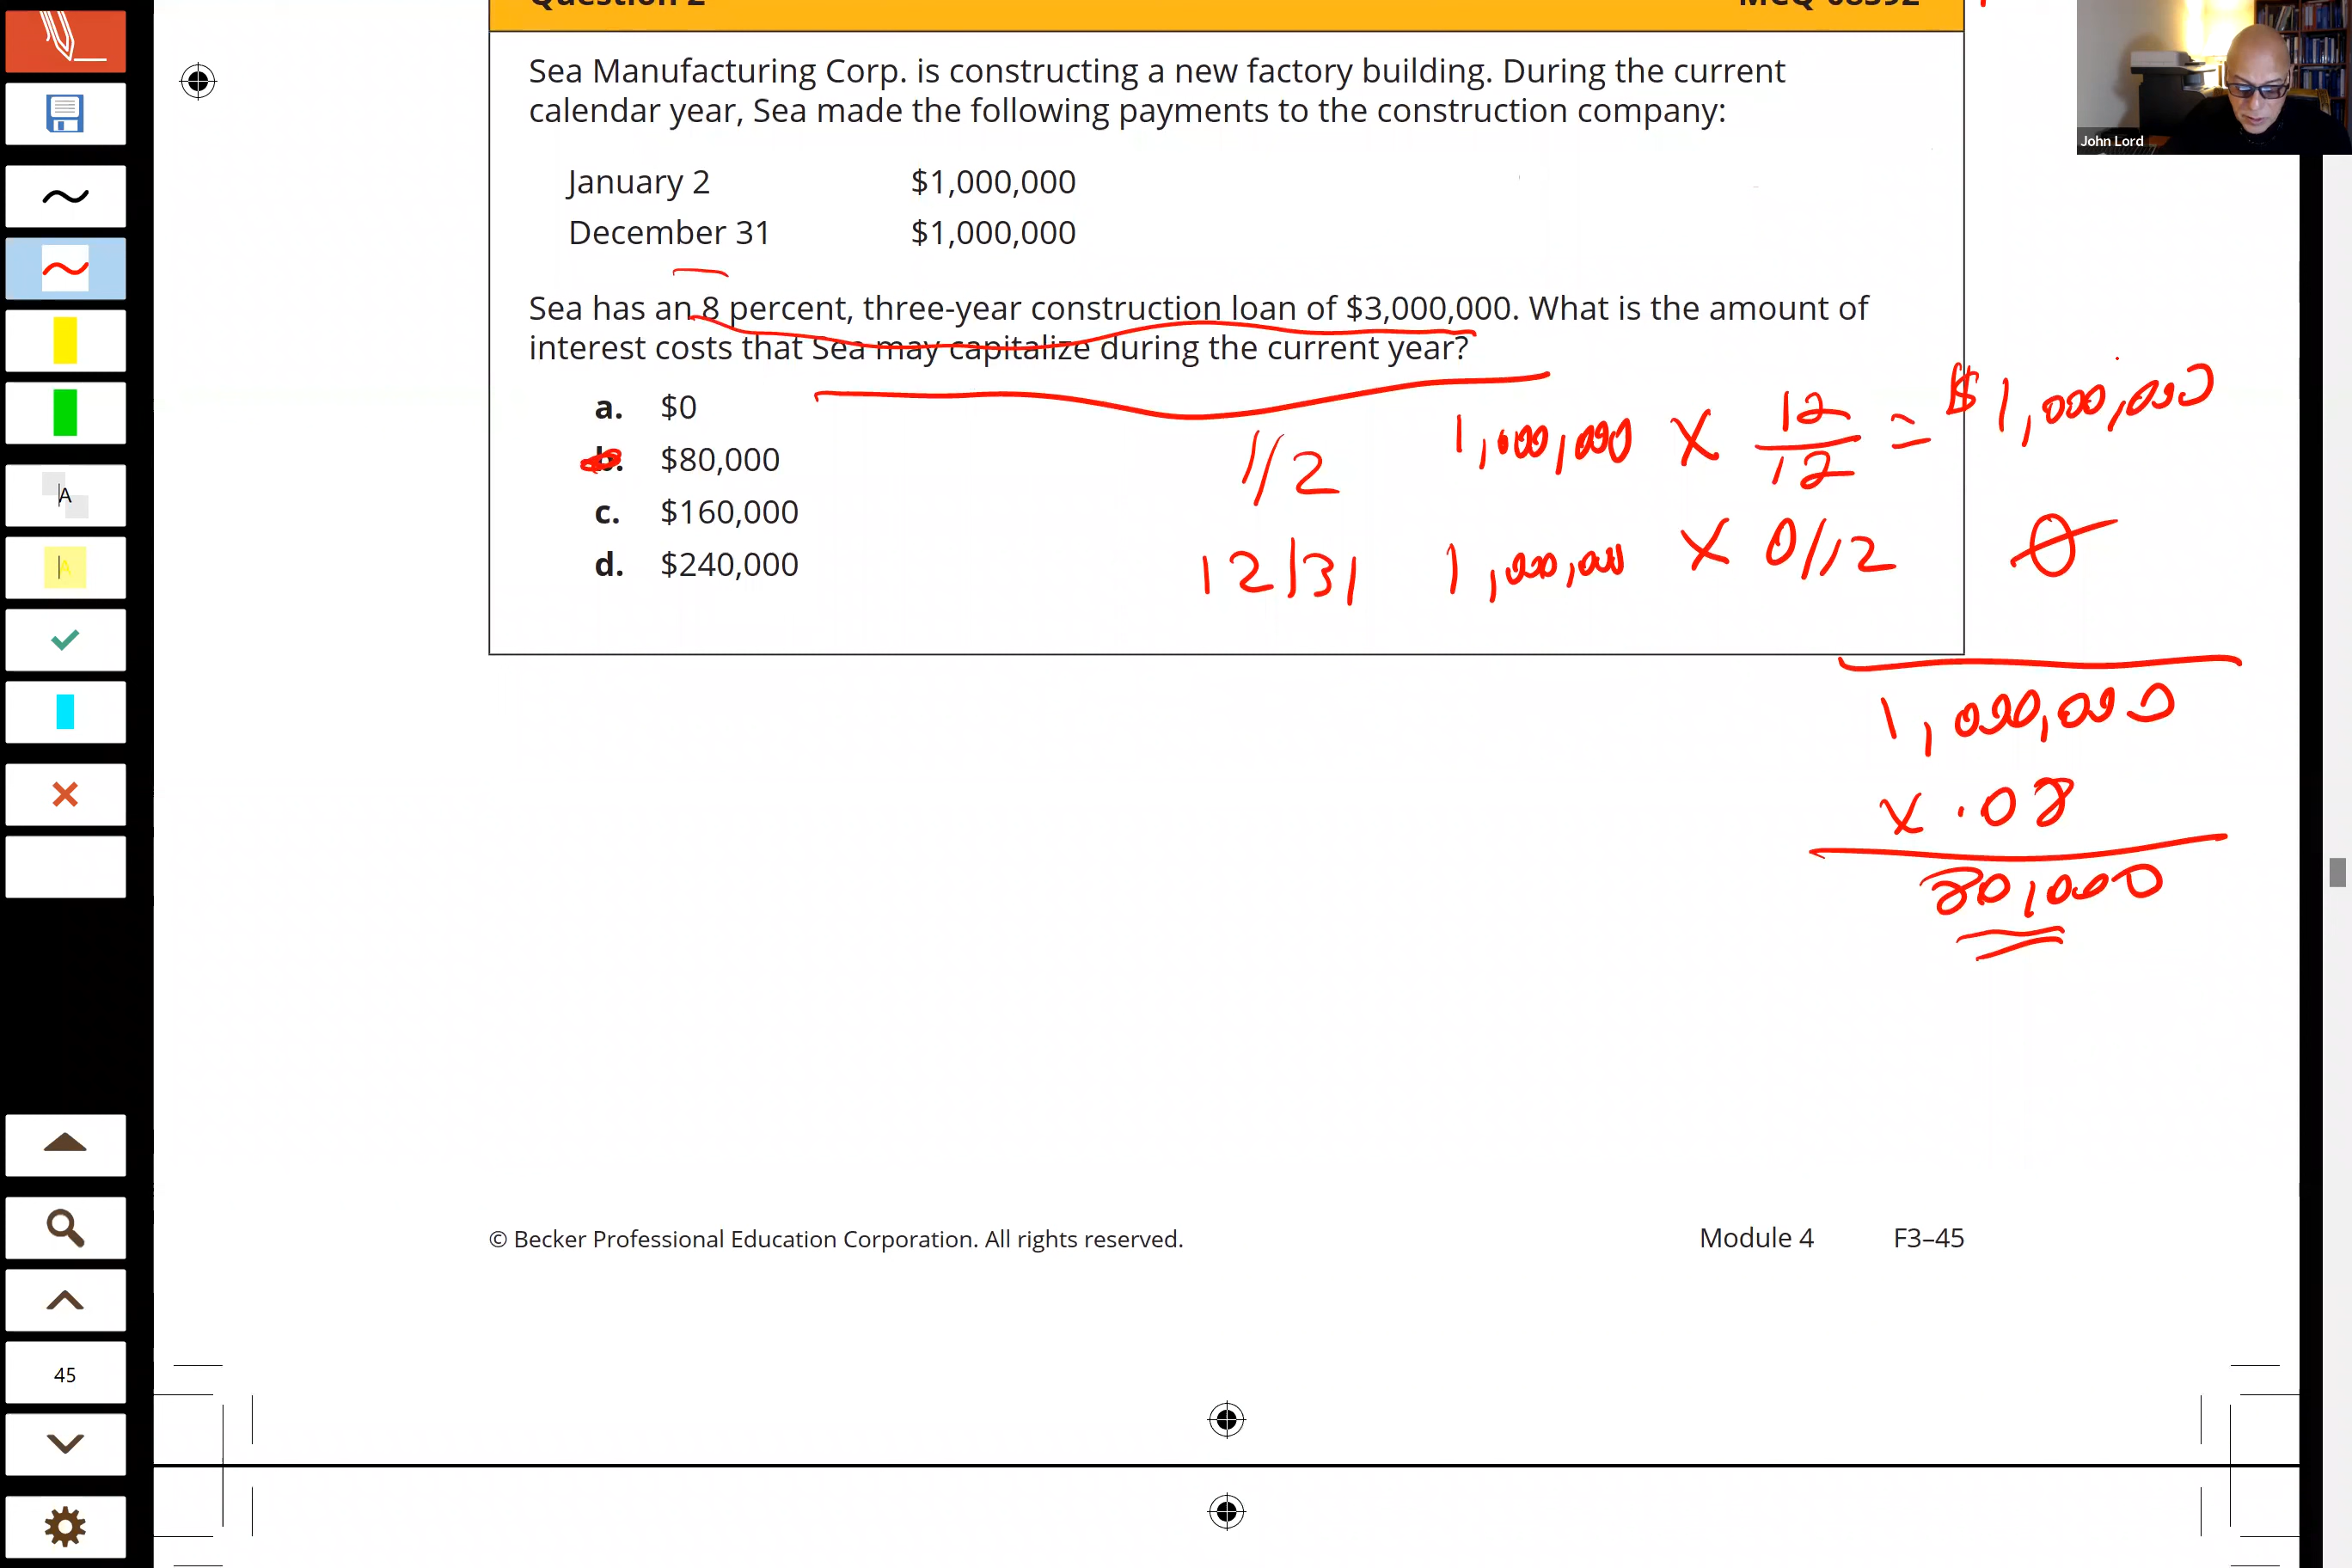 Question 2 MCQ-08592
Sea Manufacturing Corp. is constructing a new factory building. During the current
calendar year, Sea made the following payments to the construction company:
John Lord
January 2 $1,000,000
December 31 $1,000,000
Sea has an 8 percent, three-year construction loan of $3,000,000. What is the amount of
interest costs that Sea may capitalize during the current year?
a. $0
b. $80,000
c. $160,000
d. $240,000
1/2 1,000,000 X 12/12 = $1,000,000
12/31 1,000,000 X 0/12 0
1,000,000
X .08
80,000
A
A
© Becker Professional Education Corporation. All rights reserved. Module 4 F3–45
45